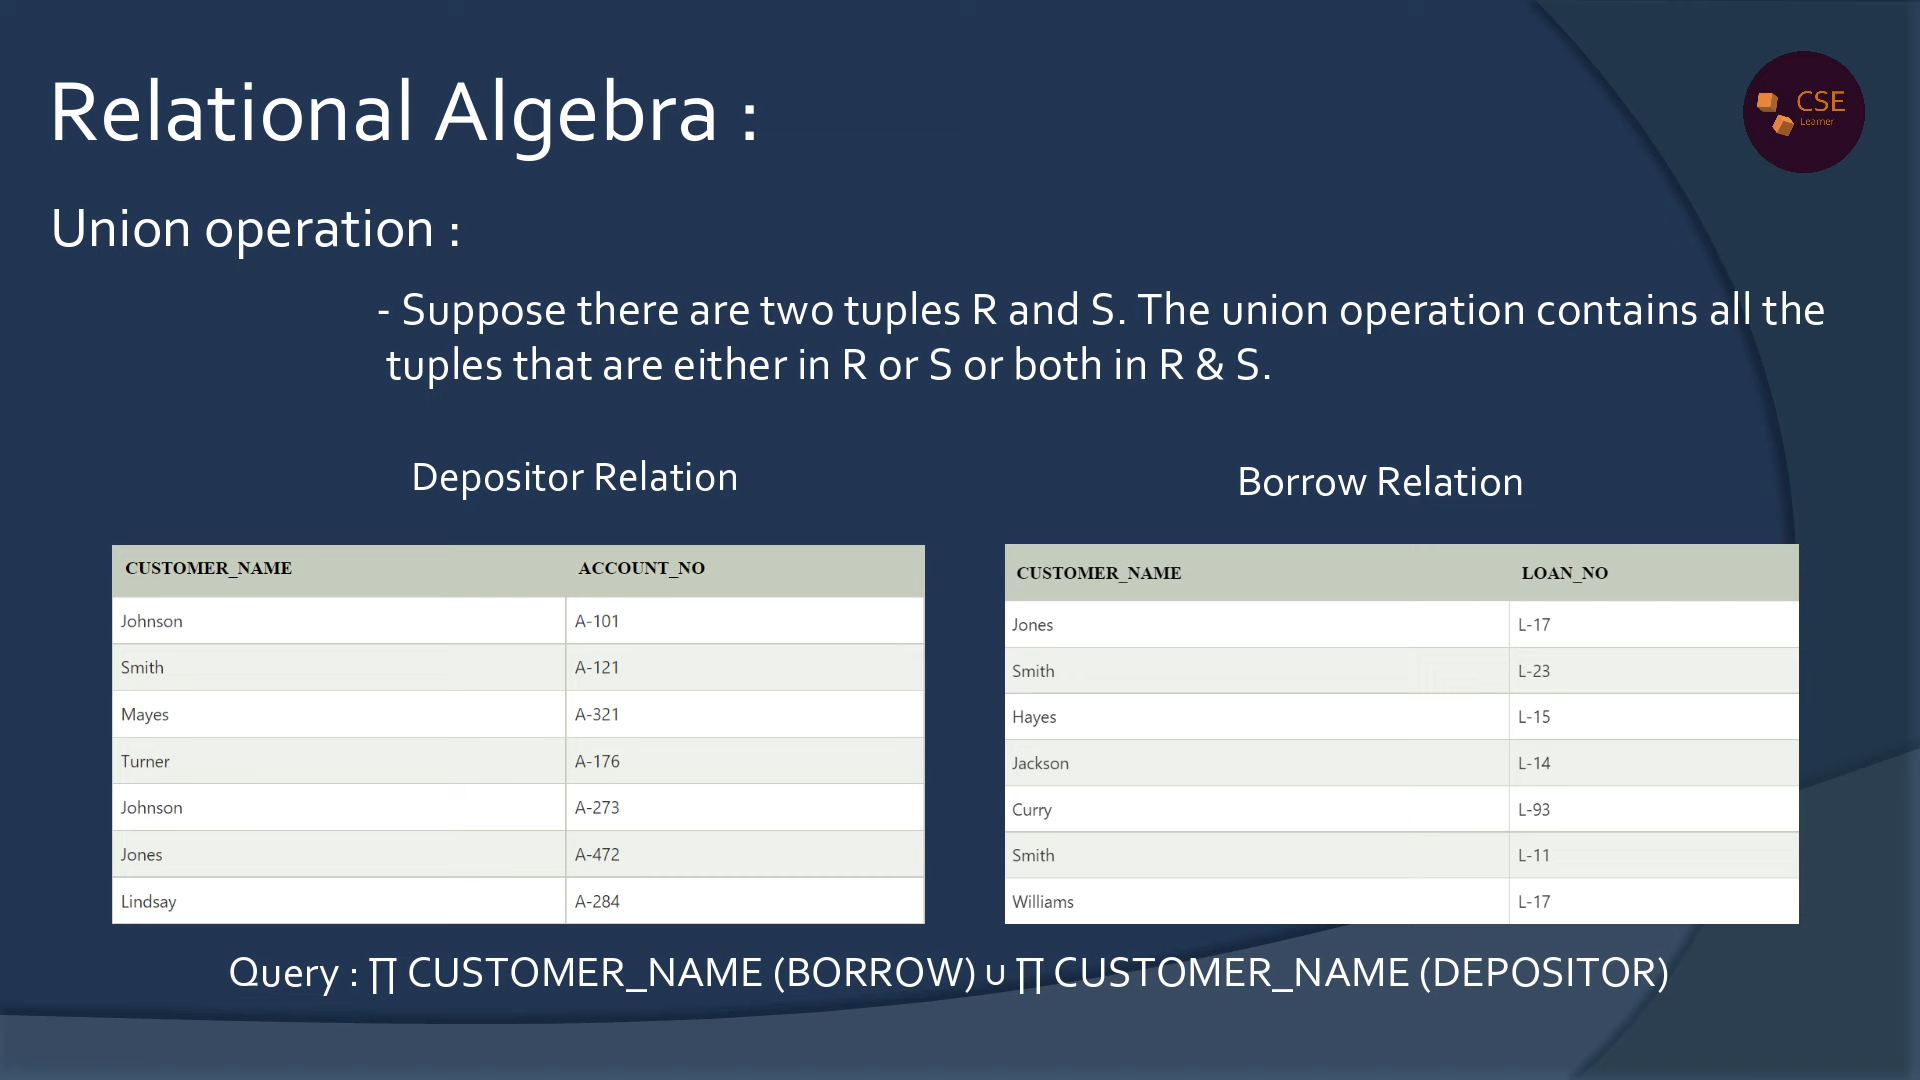 Relational Algebra :
CSE
Learner
Union operation :
- Suppose there are two tuples R and S. The union operation contains all the
tuples that are either in R or S or both in R & S.
Depositor Relation
Borrow Relation
CUSTOMER_NAME ACCOUNT_NO
Johnson A-101
Smith A-121
Mayes A-321
Turner A-176
Johnson A-273
Jones A-472
Lindsay A-284
CUSTOMER_NAME LOAN_NO
Jones L-17
Smith L-23
Hayes L-15
Jackson L-14
Curry L-93
Smith L-11
Williams L-17
Query : ∏ CUSTOMER_NAME (BORROW) ∪ ∏ CUSTOMER_NAME (DEPOSITOR)